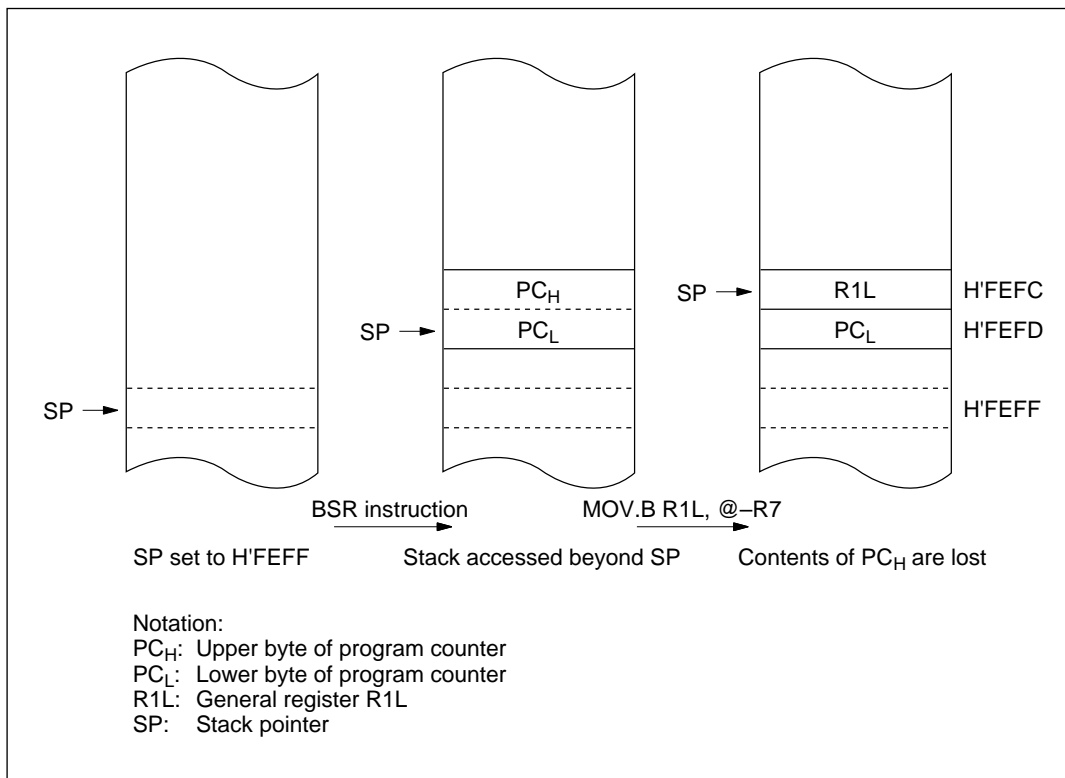 PCH
SP → R1L H'FEFC
SP → PCL PCL H'FEFD
SP → H'FEFF
BSR instruction MOV.B R1L, @–R7
SP set to H'FEFF Stack accessed beyond SP Contents of PCH are lost
Notation:
PCH: Upper byte of program counter
PCL: Lower byte of program counter
R1L: General register R1L
SP: Stack pointer